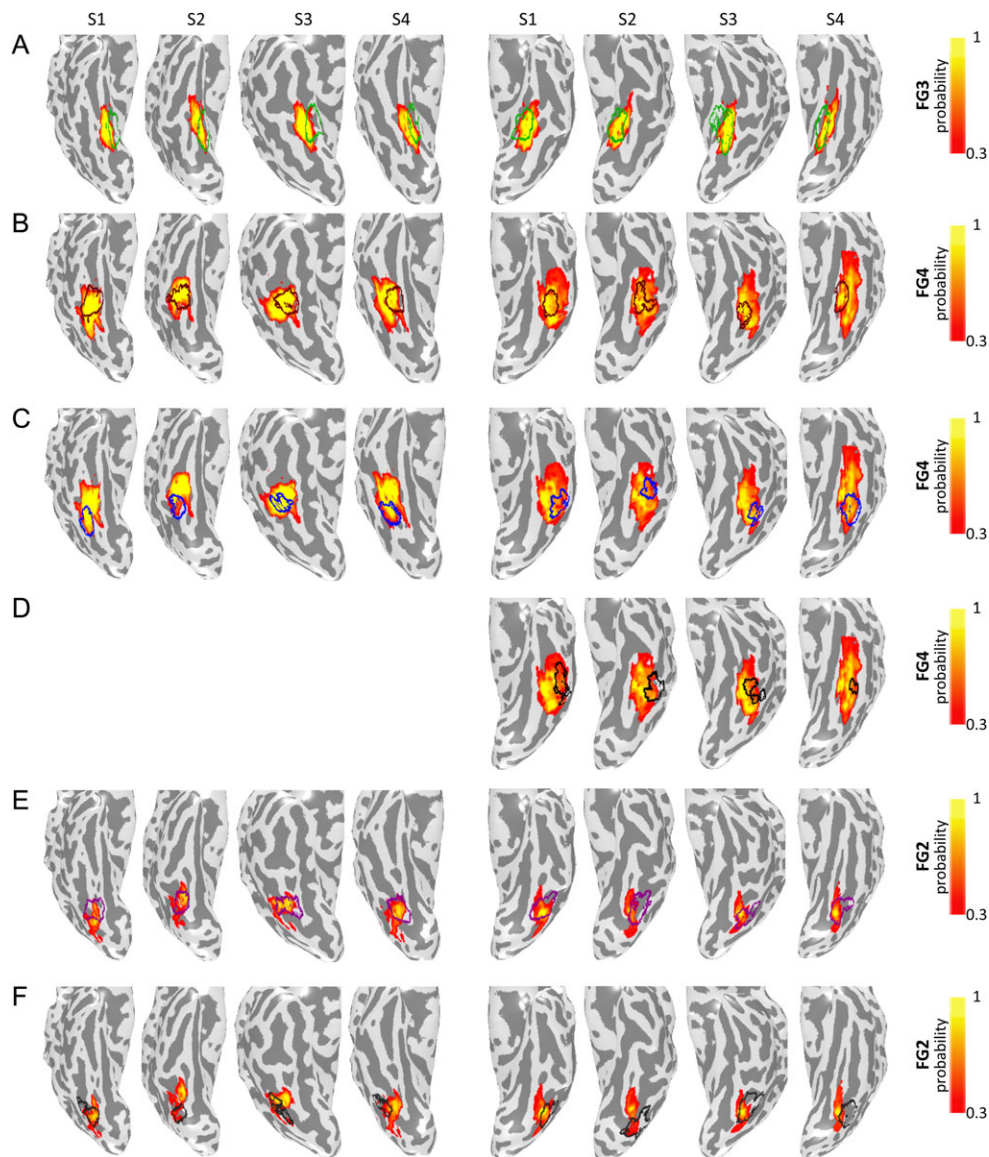 S1 S2 S3 S4 S1 S2 S3 S4
A
1
FG3
probability
0.3
B
1
FG4
probability
0.3
C
1
FG4
probability
0.3
D
1
FG4
probability
0.3
E
1
FG2
probability
0.3
F
1
FG2
probability
0.3